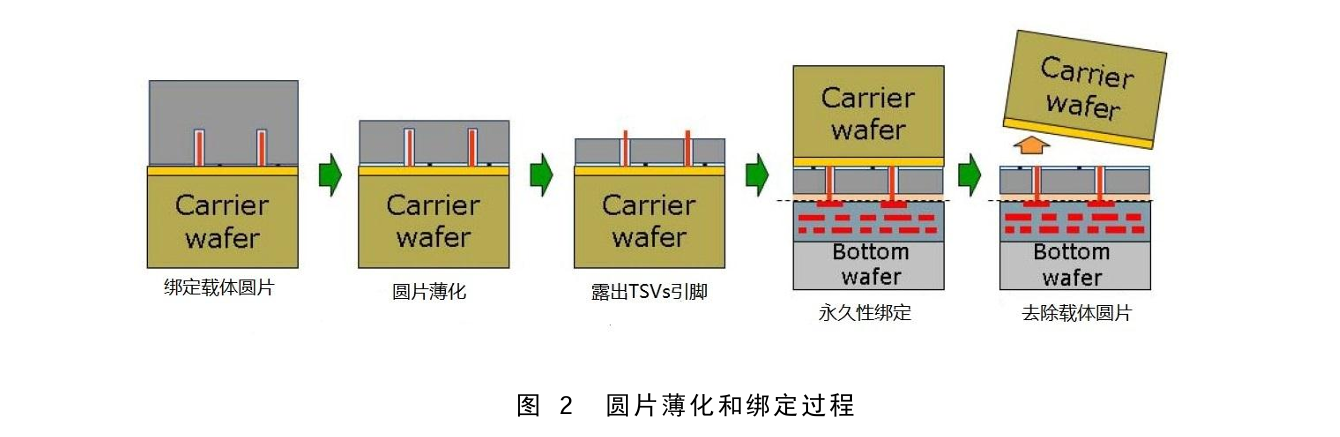 Carrier
wafer
绑定载体圆片
Carrier
wafer
圆片薄化
Carrier
wafer
露出TSVs引脚
Carrier
wafer
Bottom
wafer
永久性绑定
Carrier
wafer
Bottom
wafer
去除载体圆片
图 2 圆片薄化和绑定过程